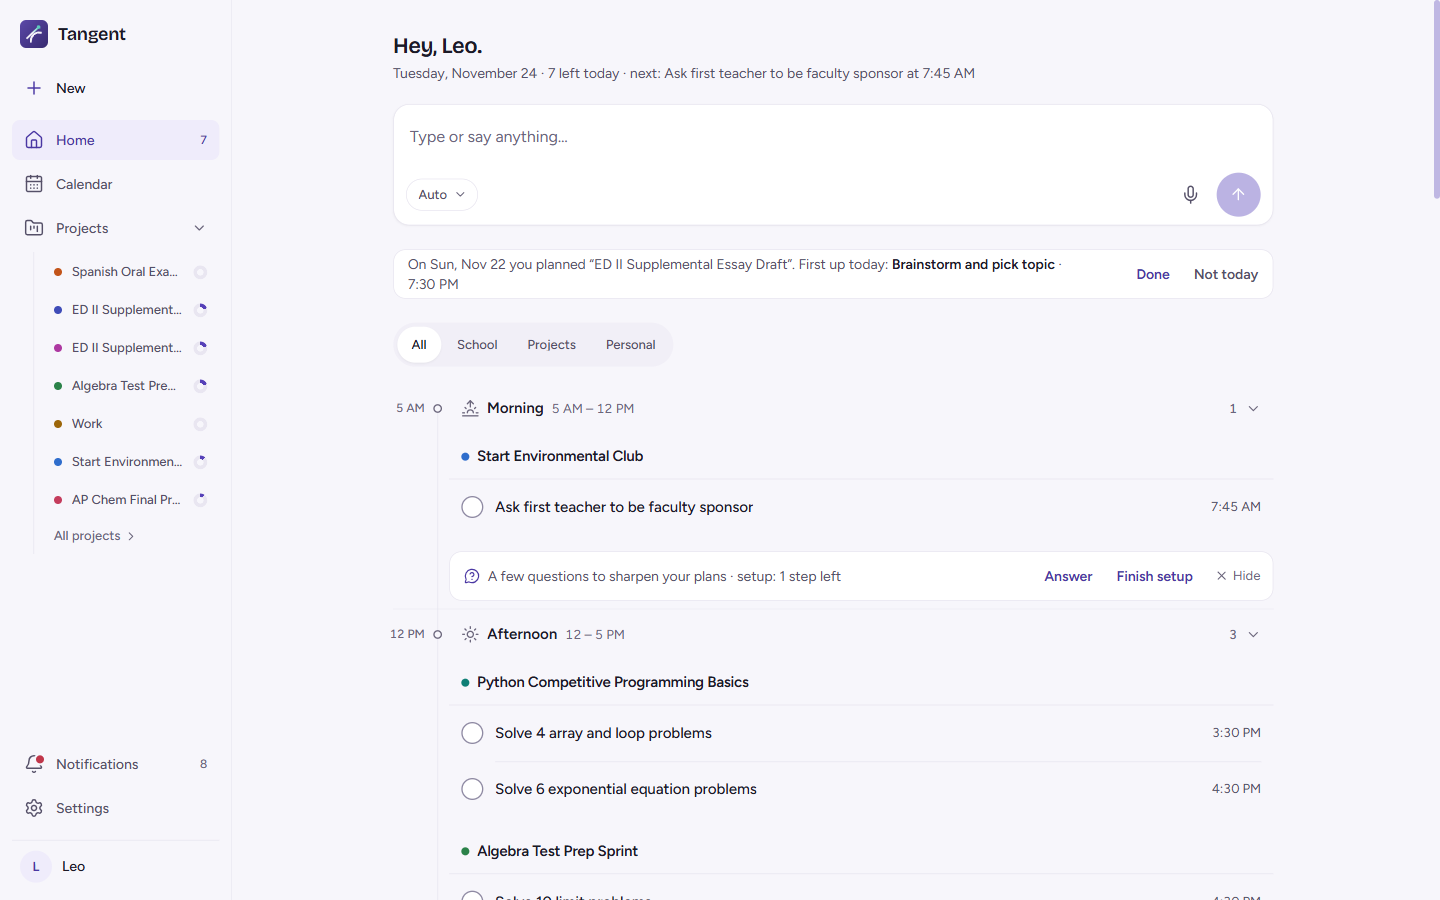 Tangent
New
Home 7
Calendar
Projects
Spanish Oral Exa...
ED II Supplement...
ED II Supplement...
Algebra Test Pre...
Work
Start Environmen...
AP Chem Final Pr...
All projects
Notifications 8
Settings
L Leo
Hey, Leo.
Tuesday, November 24 · 7 left today · next: Ask first teacher to be faculty sponsor at 7:45 AM
Type or say anything...
Auto
On Sun, Nov 22 you planned “ED II Supplemental Essay Draft”. First up today: Brainstorm and pick topic ·
7:30 PM
Done Not today
All School Projects Personal
5 AM Morning 5 AM – 12 PM 1
Start Environmental Club
Ask first teacher to be faculty sponsor 7:45 AM
A few questions to sharpen your plans · setup: 1 step left Answer Finish setup Hide
12 PM Afternoon 12 – 5 PM 3
Python Competitive Programming Basics
Solve 4 array and loop problems 3:30 PM
Solve 6 exponential equation problems 4:30 PM
Algebra Test Prep Sprint